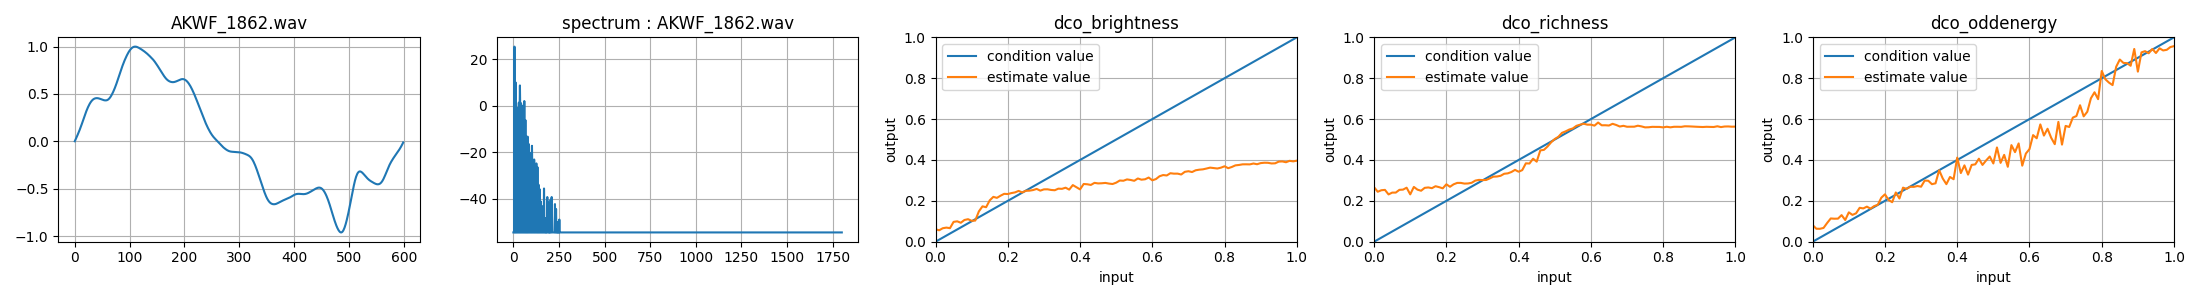 AKWF_1862.wav
1.0
0.5
0.0
−0.5
−1.0
0 100 200 300 400 500 600
spectrum : AKWF_1862.wav
20
0
−20
−40
0 250 500 750 1000 1250 1500 1750
dco_brightness
condition value
estimate value
output
1.0
0.8
0.6
0.4
0.2
0.0
0.0 0.2 0.4 0.6 0.8 1.0
input
dco_richness
condition value
estimate value
output
1.0
0.8
0.6
0.4
0.2
0.0
0.0 0.2 0.4 0.6 0.8 1.0
input
dco_oddenergy
condition value
estimate value
output
1.0
0.8
0.6
0.4
0.2
0.0
0.0 0.2 0.4 0.6 0.8 1.0
input